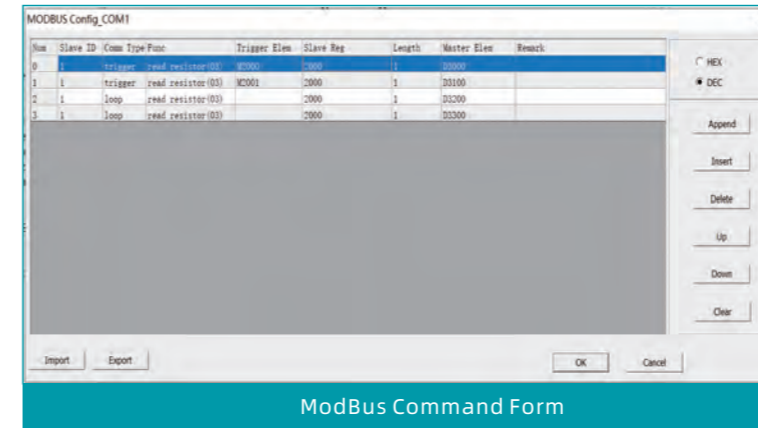 MODBUS Config_COM1
Num Slave ID Comm Type Func Trigger Elem Slave Reg Length Master Elem Remark
0 1 trigger read resistor(03) M2000 2000 1 D3000
1 1 trigger read resistor(03) M2001 2000 1 D3100
2 1 loop read resistor(03) 2000 1 D3200
3 1 loop read resistor(03) 2000 1 D3300
HEX
DEC
Append
Insert
Delete
Up
Down
Clear
Import Export OK Cancel
ModBus Command Form